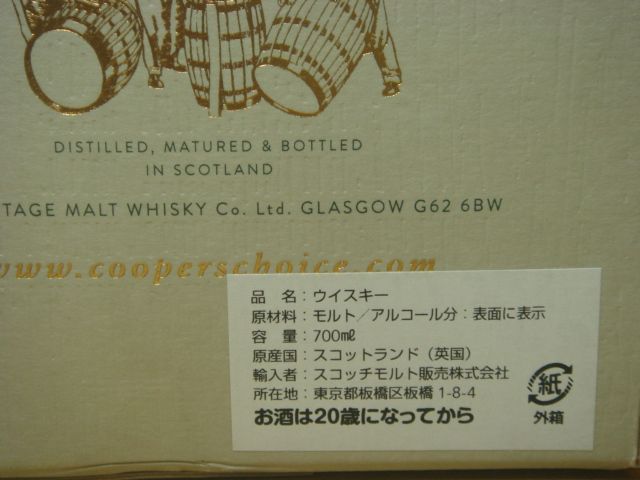 DISTILLED, MATURED & BOTTLED
IN SCOTLAND
TAGE MALT WHISKY Co. Ltd. GLASGOW G62 6BW
www.cooperschoice.com
品 名：ウイスキー
原材料：モルト／アルコール分：表面に表示
容 量：700㎖
原産国：スコットランド（英国）
輸入者：スコッチモルト販売株式会社
所在地：東京都板橋区板橋 1-8-4
お酒は20歳になってから
紙
外箱